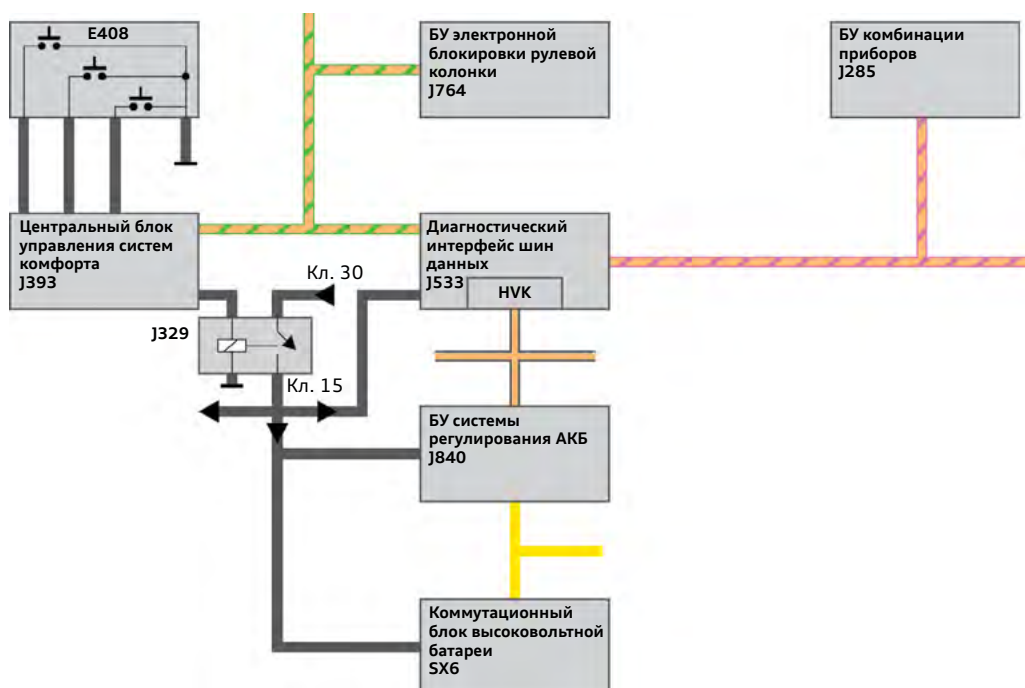 E408
БУ электронной
блокировки рулевой
колонки
J764
БУ комбинации
приборов
J285
Центральный блок
управления систем
комфорта
J393
Диагностический
интерфейс шин
данных
J533
HVK
Кл. 30
J329
Кл. 15
БУ системы
регулирования АКБ
J840
Коммутационный
блок высоковольтной
батареи
SX6